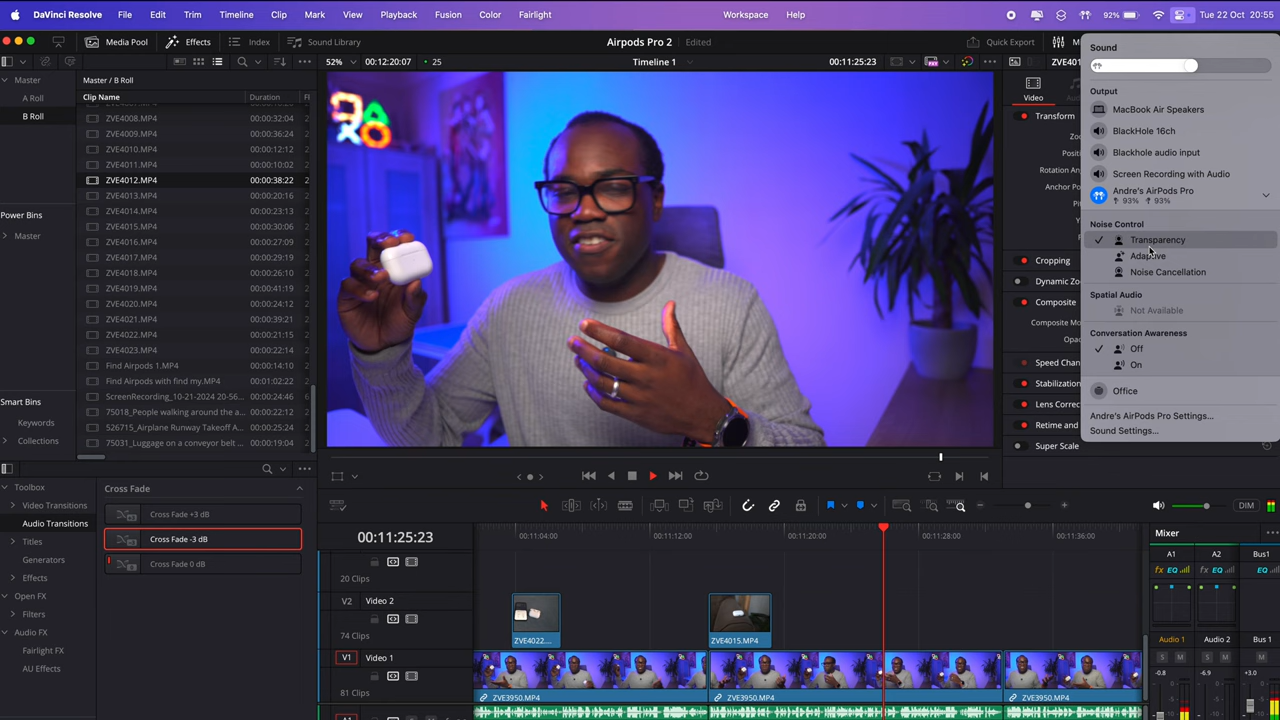 DaVinci Resolve File Edit Trim Timeline Clip Mark View Playback Fusion Color Fairlight Workspace Help 92% Tue 22 Oct 20:55
Media Pool Effects Index Sound Library Airpods Pro 2 Edited Quick Export
Master / B Roll
52% 00:12:20:07 25 Timeline 1 00:11:25:23
Master
A Roll
B Roll
Power Bins
Master
Smart Bins
Keywords
Collections
Clip Name Duration
ZVE4008.MP4 00:00:32:04
ZVE4009.MP4 00:00:36:24
ZVE4010.MP4 00:00:12:12
ZVE4011.MP4 00:00:10:02
ZVE4012.MP4 00:00:38:22
ZVE4013.MP4 00:00:20:16
ZVE4014.MP4 00:00:23:13
ZVE4015.MP4 00:00:30:06
ZVE4016.MP4 00:00:27:09
ZVE4017.MP4 00:00:28:10
ZVE4018.MP4 00:00:26:10
ZVE4019.MP4 00:00:41:19
ZVE4020.MP4 00:00:24:12
ZVE4021.MP4 00:00:39:21
ZVE4022.MP4 00:00:21:15
ZVE4023.MP4 00:00:22:14
Find Airpods 1.MP4 00:00:14:10
Find Airpods with find my.MP4 00:01:02:22
ScreenRecording_10-21-2024 20-56... 00:00:24:46
75018_People walking around the a... 00:00:22:12
526715_Airplane Runway Takeoff A... 00:00:25:24
75031_Luggage on a conveyor belt ... 00:00:19:04
Video
Transform
Cropping
Composite
Super Scale
Sound
Output
MacBook Air Speakers
BlackHole 16ch
Blackhole audio input
Screen Recording with Audio
Andre's AirPods Pro
93% 93%
Noise Control
Transparency
Adaptive
Noise Cancellation
Spatial Audio
Not Available
Conversation Awareness
Off
On
Office
Andre's AirPods Pro Settings...
Sound Settings...
Toolbox
Video Transitions
Audio Transitions
Titles
Generators
Effects
Open FX
Filters
Audio FX
Fairlight FX
AU Effects
Cross Fade
Cross Fade +3 dB
Cross Fade -3 dB
Cross Fade 0 dB
DIM
00:11:25:23 00:11:04:00 00:11:12:00 00:11:20:00 00:11:28:00 00:11:36:00
20 Clips
V2 Video 2
74 Clips
ZVE4022.... ZVE4015.MP4
V1 Video 1
81 Clips
ZVE3950.MP4 ZVE3950.MP4 ZVE3950.MP4
Mixer
A1 A2 Bus1
fx EQ fx EQ EQ
Audio 1 Audio 2 Bus 1
S M S M M
-0.8 -6.9 +3.0